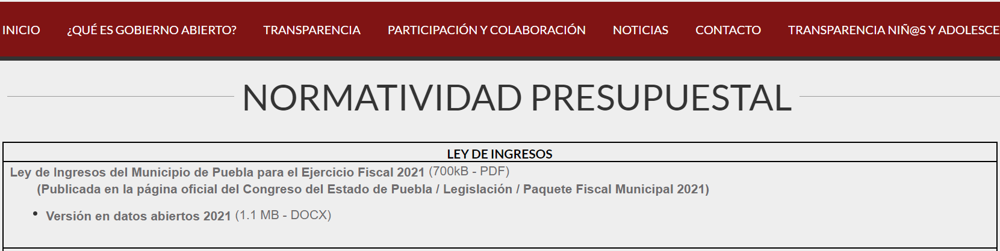 INICIO ¿QUÉ ES GOBIERNO ABIERTO? TRANSPARENCIA PARTICIPACIÓN Y COLABORACIÓN NOTICIAS CONTACTO TRANSPARENCIA NIÑ@S Y ADOLESCE
NORMATIVIDAD PRESUPUESTAL
LEY DE INGRESOS
Ley de Ingresos del Municipio de Puebla para el Ejercicio Fiscal 2021 (700kB - PDF)
(Publicada en la página oficial del Congreso del Estado de Puebla / Legislación / Paquete Fiscal Municipal 2021)
• Versión en datos abiertos 2021 (1.1 MB - DOCX)